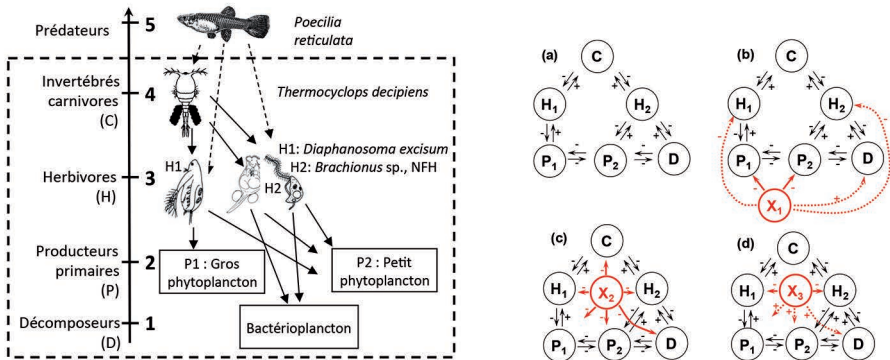 Prédateurs
5
Poecilia
reticulata
Invertébrés
carnivores
(C)
4
Thermocyclops decipiens
Herbivores
(H)
3
H1
H2
H1: Diaphanosoma excisum
H2: Brachionus sp., NFH
Producteurs
primaires
(P)
2
P1 : Gros
phytoplancton
P2 : Petit
phytoplancton
Décomposeurs
(D)
1
Bactérioplancton
(a)
C
H1
H2
P1
P2
D
- + - + - + - + - + - -
(b)
C
H1
H2
P1
P2
D
X1
(c)
C
H1
H2
P1
P2
D
X2
(d)
C
H1
H2
P1
P2
D
X3